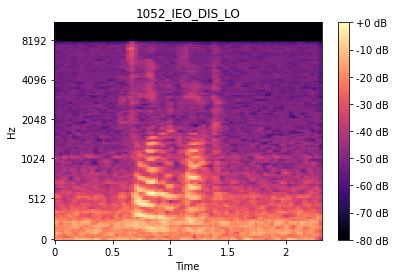 1052_IEO_DIS_LO
+0 dB
8192
-10 dB
4096
-20 dB
-30 dB
2048
Hz
-40 dB
1024
-50 dB
512
-60 dB
-70 dB
0
-80 dB
0 0.5 1 1.5 2
Time